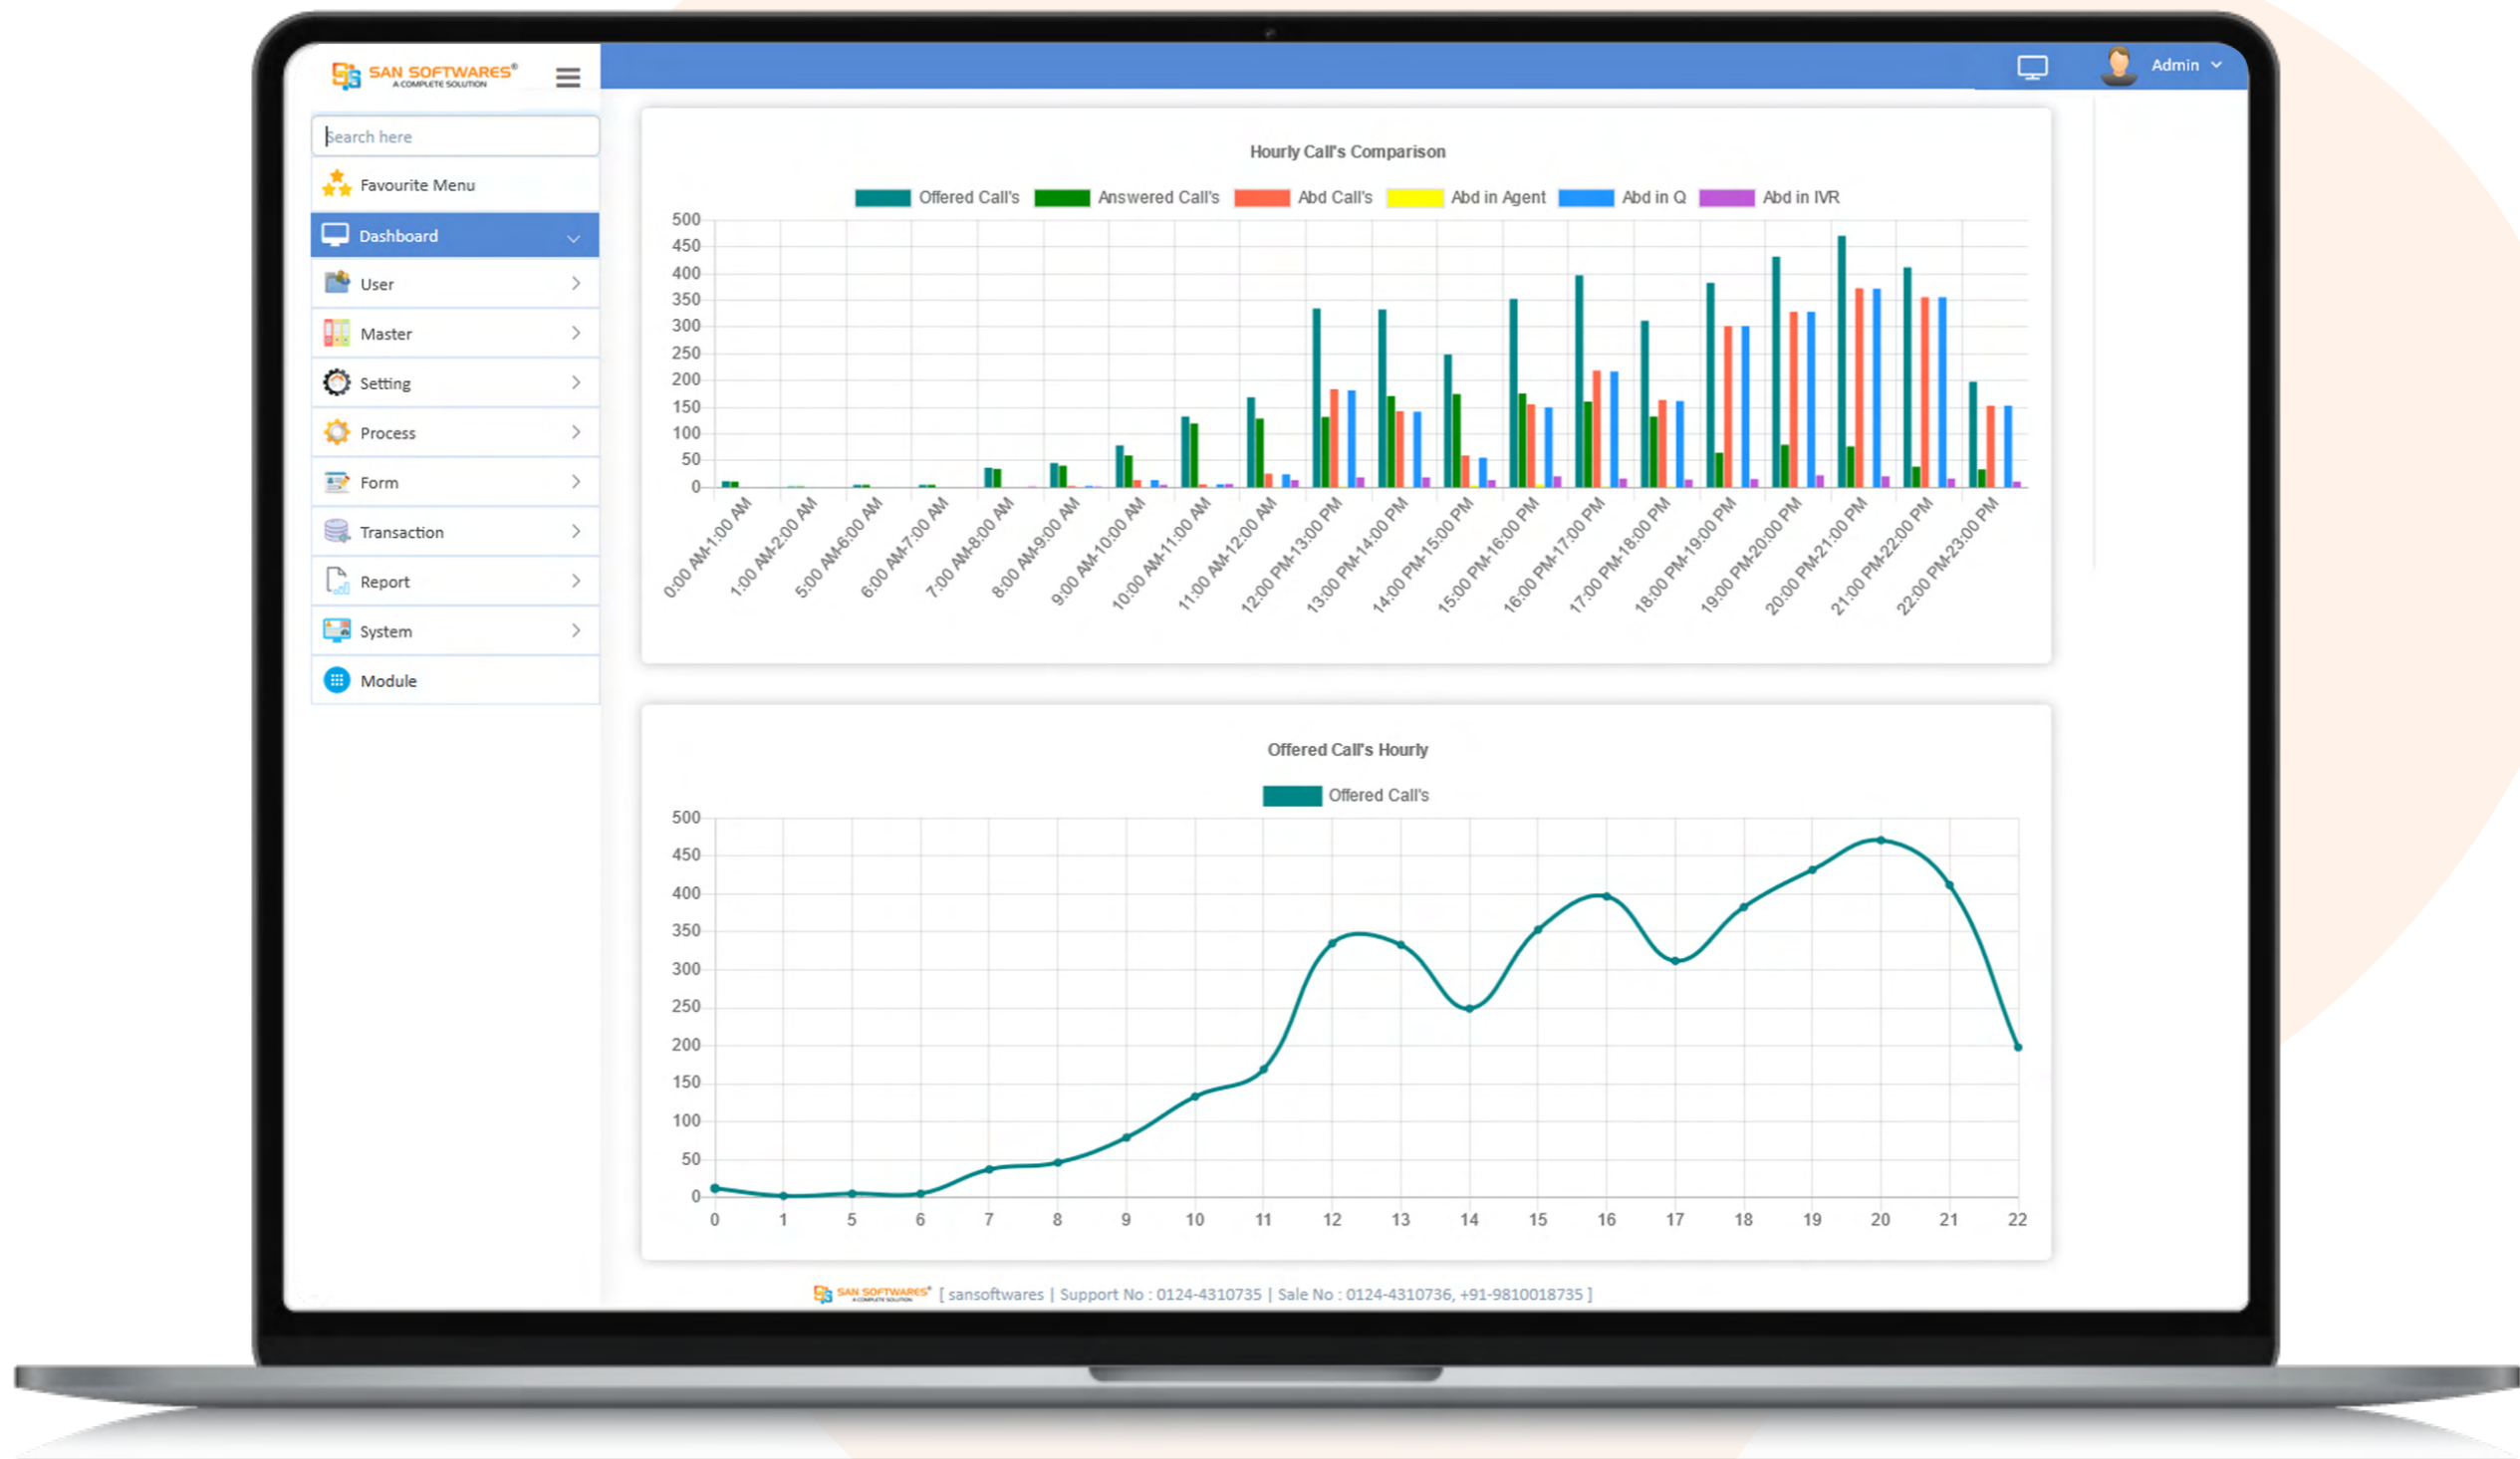 SAN SOFTWARES®
A COMPLETE SOLUTION
Admin
Search here
Favourite Menu
Dashboard
User
Master
Setting
Process
Form
Transaction
Report
System
Module
Hourly Call's Comparison
Offered Call's Answered Call's Abd Call's Abd in Agent Abd in Q Abd in IVR
500
450
400
350
300
250
200
150
100
50
0
0:00 AM-1:00 AM
1:00 AM-2:00 AM
5:00 AM-6:00 AM
6:00 AM-7:00 AM
7:00 AM-8:00 AM
8:00 AM-9:00 AM
9:00 AM-10:00 AM
10:00 AM-11:00 AM
11:00 AM-12:00 AM
12:00 PM-13:00 PM
13:00 PM-14:00 PM
14:00 PM-15:00 PM
15:00 PM-16:00 PM
16:00 PM-17:00 PM
17:00 PM-18:00 PM
18:00 PM-19:00 PM
19:00 PM-20:00 PM
20:00 PM-21:00 PM
21:00 PM-22:00 PM
22:00 PM-23:00 PM
Offered Call's Hourly
Offered Call's
500
450
400
350
300
250
200
150
100
50
0
0 1 5 6 7 8 9 10 11 12 13 14 15 16 17 18 19 20 21 22
SAN SOFTWARES® [ sansoftwares | Support No : 0124-4310735 | Sale No : 0124-4310736, +91-9810018735 ]
A COMPLETE SOLUTION